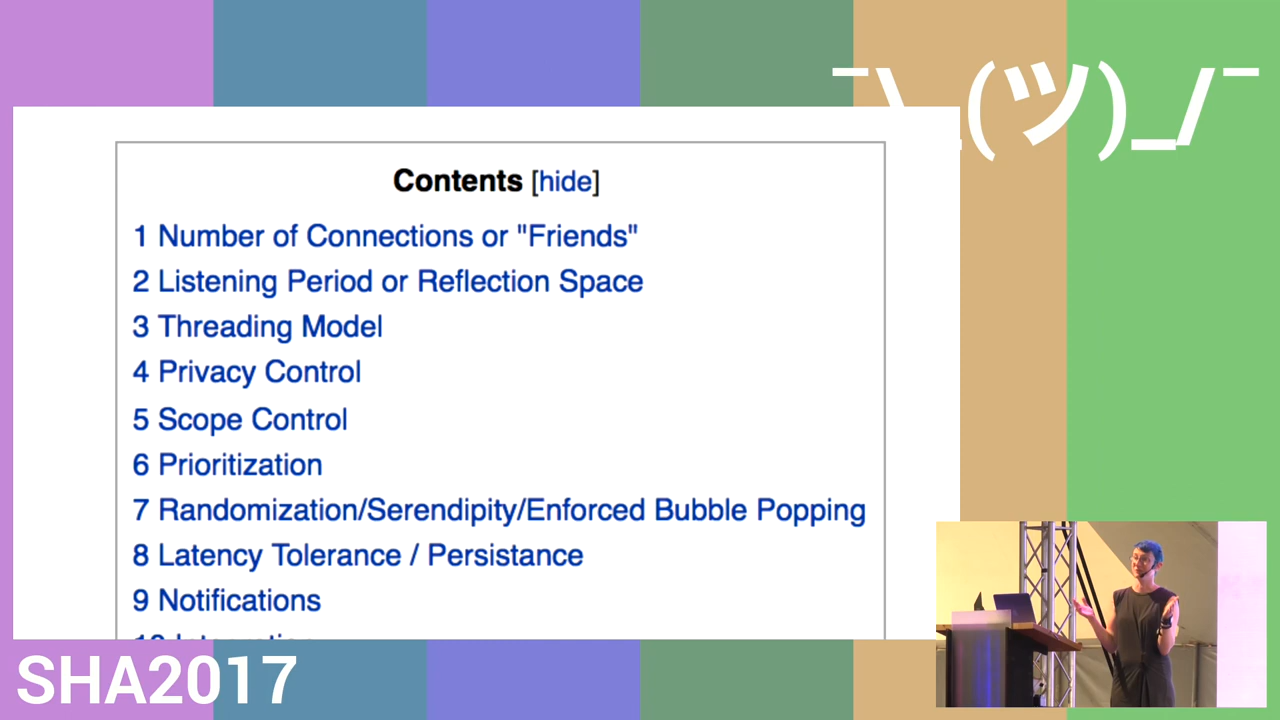 ¯\_(ツ)_/¯
Contents [hide]
1 Number of Connections or "Friends"
2 Listening Period or Reflection Space
3 Threading Model
4 Privacy Control
5 Scope Control
6 Prioritization
7 Randomization/Serendipity/Enforced Bubble Popping
8 Latency Tolerance / Persistance
9 Notifications
SHA2017